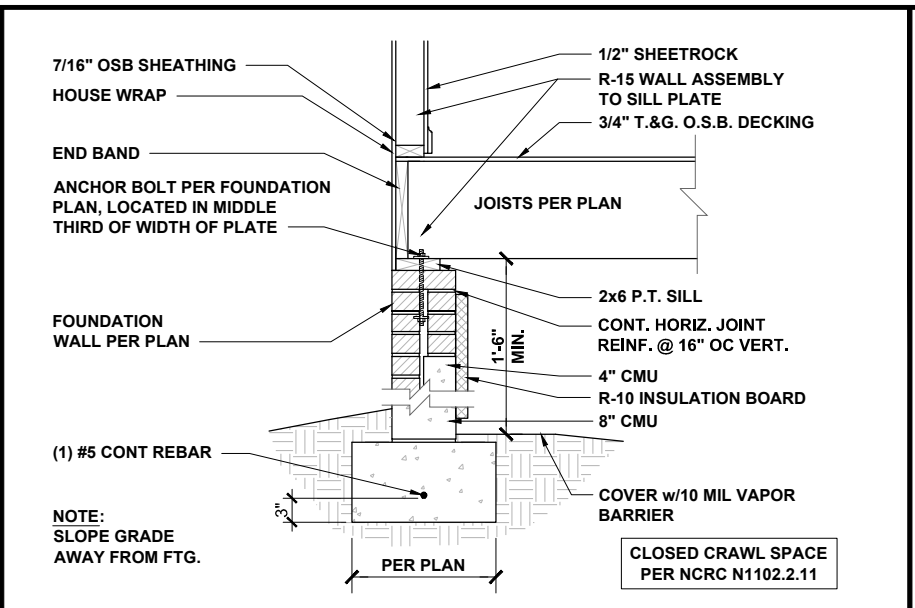 7/16" OSB SHEATHING
HOUSE WRAP
END BAND
ANCHOR BOLT PER FOUNDATION
PLAN, LOCATED IN MIDDLE
THIRD OF WIDTH OF PLATE
FOUNDATION
WALL PER PLAN
(1) #5 CONT REBAR
NOTE:
SLOPE GRADE
AWAY FROM FTG.
1/2" SHEETROCK
R-15 WALL ASSEMBLY
TO SILL PLATE
3/4" T.&G. O.S.B. DECKING
JOISTS PER PLAN
2x6 P.T. SILL
CONT. HORIZ. JOINT
REINF. @ 16" OC VERT.
1'-6"
MIN.
4" CMU
R-10 INSULATION BOARD
8" CMU
COVER w/10 MIL VAPOR
BARRIER
3"
PER PLAN
CLOSED CRAWL SPACE
PER NCRC N1102.2.11